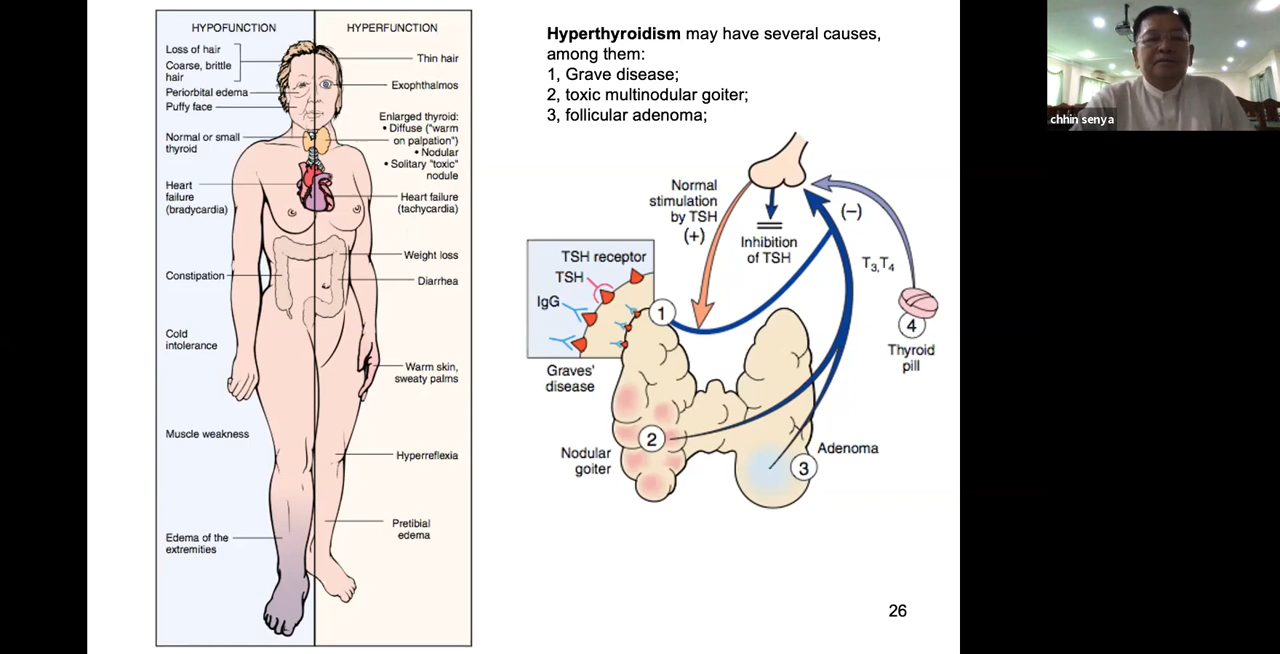 HYPOFUNCTION
Loss of hair
Coarse, brittle
hair
Periorbital edema
Puffy face
Normal or small
thyroid
Heart
failure
(bradycardia)
Constipation
Cold
intolerance
Muscle weakness
Edema of the
extremities
HYPERFUNCTION
Thin hair
Exophthalmos
Enlarged thyroid:
• Diffuse ("warm
on palpation")
• Nodular
• Solitary "toxic"
nodule
Heart failure
(tachycardia)
Weight loss
Diarrhea
Warm skin,
sweaty palms
Hyperreflexia
Pretibial
edema
Hyperthyroidism may have several causes,
among them:
1, Grave disease;
2, toxic multinodular goiter;
3, follicular adenoma;
Normal
stimulation
by TSH
(+)
Inhibition
of TSH
(−)
T3,T4
TSH receptor
TSH
IgG
1
Graves'
disease
4
Thyroid
pill
2
Nodular
goiter
Adenoma
3
26
chhin senya